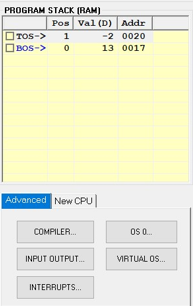 PROGRAM STACK (RAM)
Pos Val (D) Addr
TOS-> 1 -2 0020
BOS-> 0 13 0017
Advanced New CPU
COMPILER... OS 0...
INPUT OUTPUT... VIRTUAL OS...
INTERRUPTS...